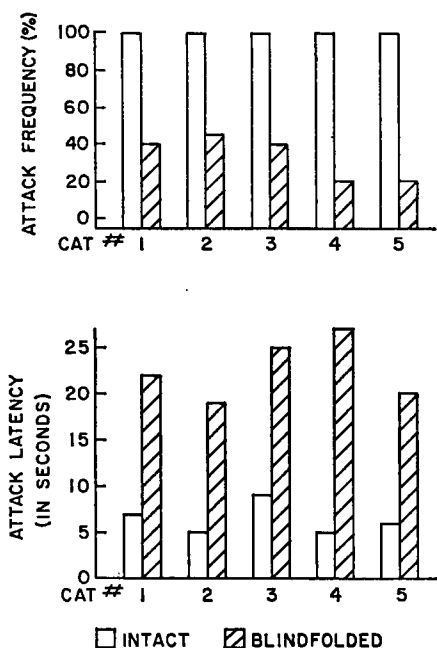 ATTACK FREQUENCY (%)
100
80
60
40
20
0
CAT # 1 2 3 4 5
ATTACK LATENCY
(IN SECONDS)
25
20
15
10
5
0
CAT # 1 2 3 4 5
INTACT BLINDFOLDED